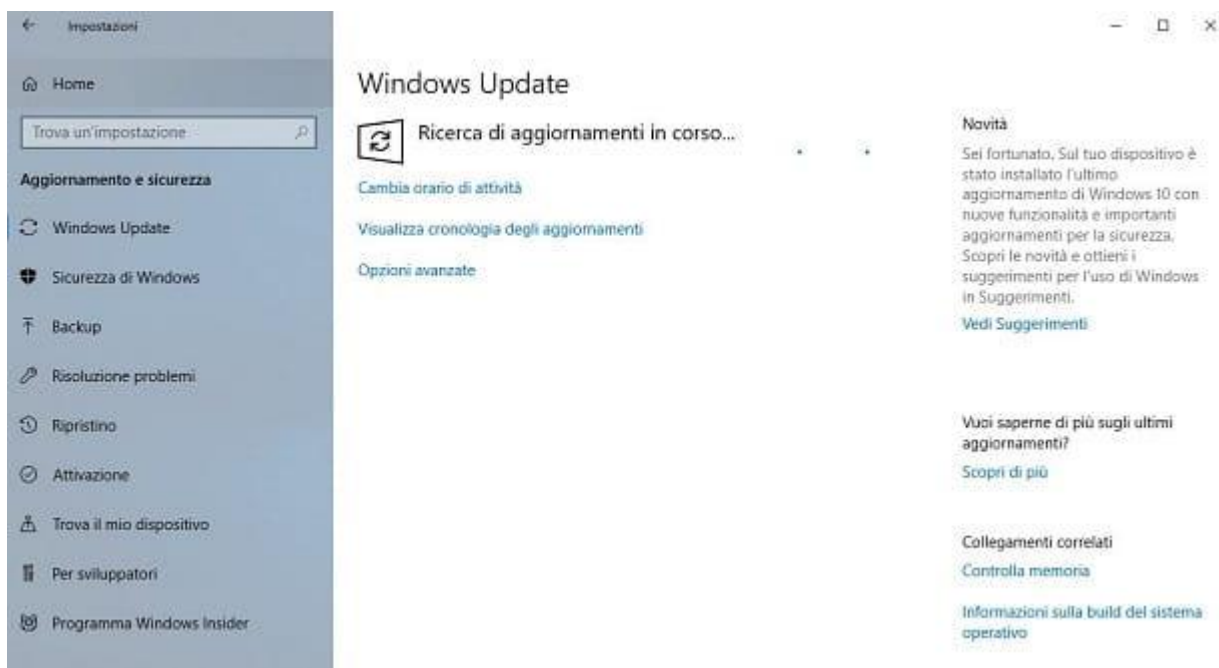 Impostazioni
Home
Trova un'impostazione
Aggiornamento e sicurezza
Windows Update
Sicurezza di Windows
Backup
Risoluzione problemi
Ripristino
Attivazione
Trova il mio dispositivo
Per sviluppatori
Programma Windows Insider
Windows Update
Ricerca di aggiornamenti in corso...
Cambia orario di attività
Visualizza cronologia degli aggiornamenti
Opzioni avanzate
Novità
Sei fortunato. Sul tuo dispositivo è
stato installato l'ultimo
aggiornamento di Windows 10 con
nuove funzionalità e importanti
aggiornamenti per la sicurezza.
Scopri le novità e ottieni i
suggerimenti per l'uso di Windows
in Suggerimenti.
Vedi Suggerimenti
Vuoi saperne di più sugli ultimi
aggiornamenti?
Scopri di più
Collegamenti correlati
Controlla memoria
Informazioni sulla build del sistema
operativo